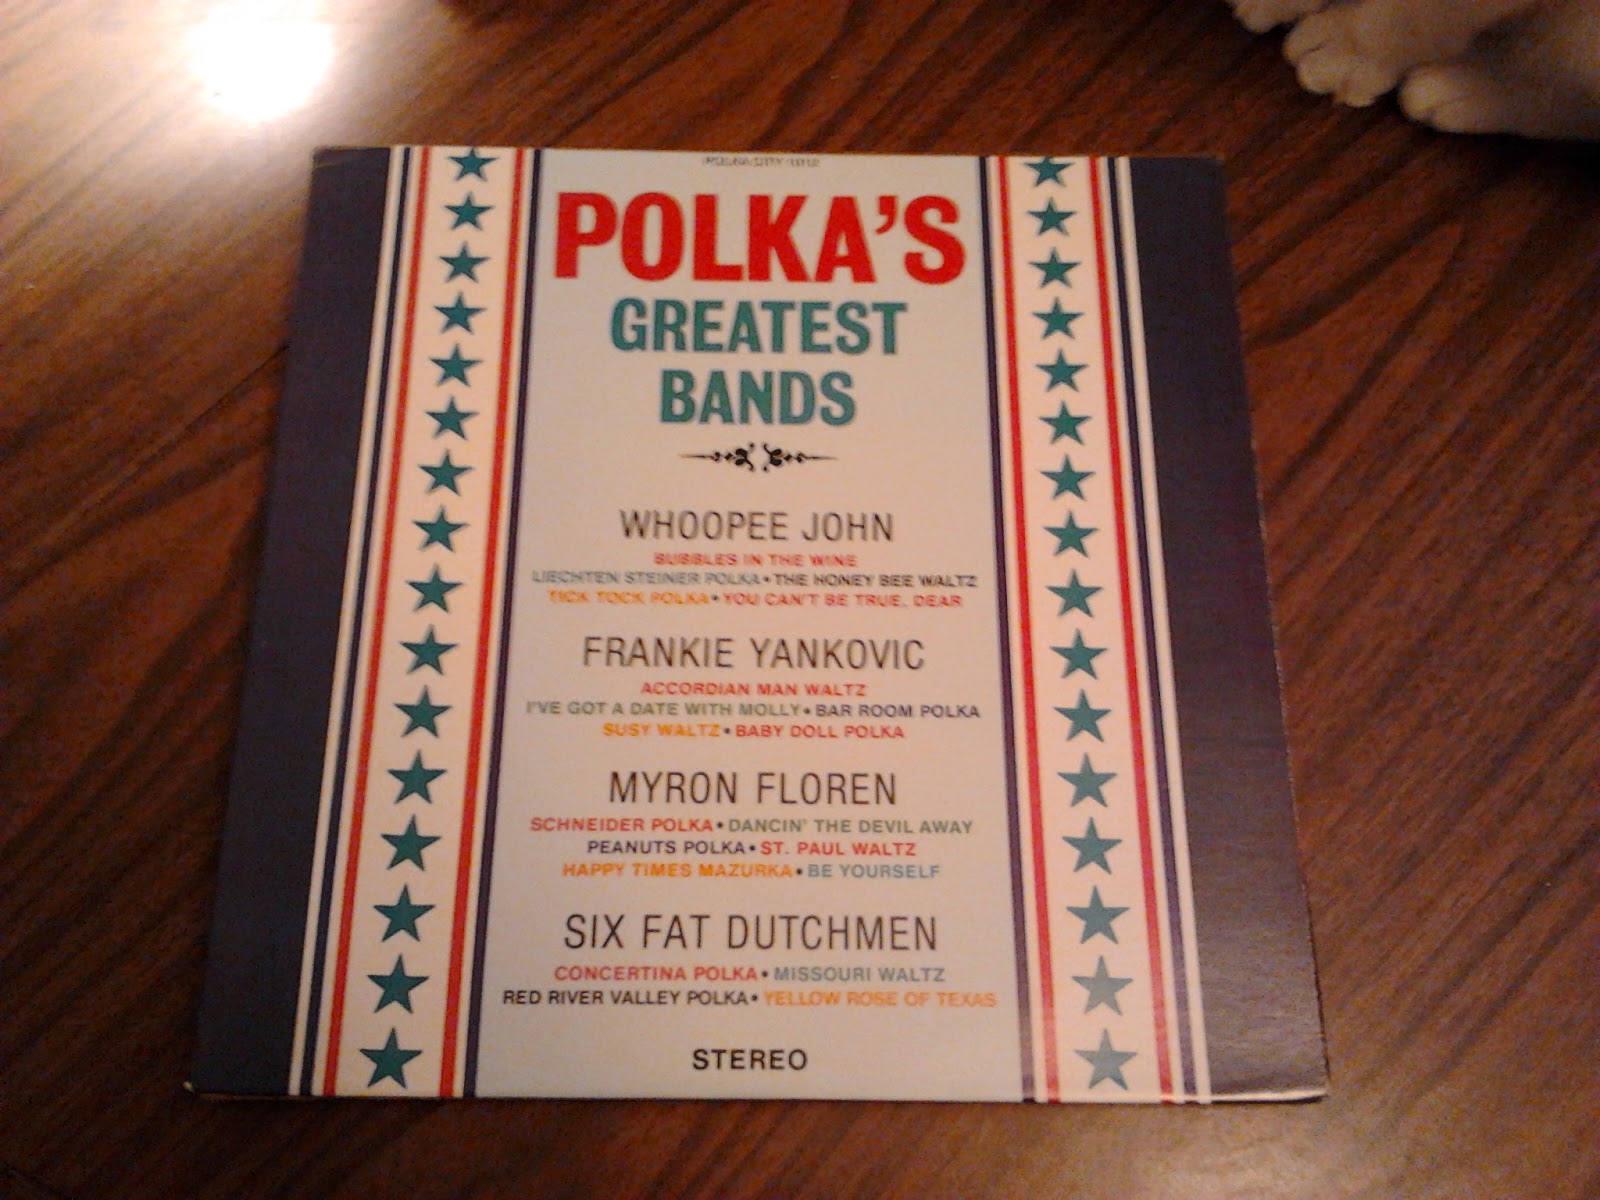 POLKA CITY
POLKA'S
GREATEST
BANDS
WHOOPEE JOHN
BUBBLES IN THE WINE
LIECHTEN STEINER POLKA • THE HONEY BEE WALTZ
TICK TOCK POLKA • YOU CAN'T BE TRUE, DEAR
FRANKIE YANKOVIC
ACCORDIAN MAN WALTZ
I'VE GOT A DATE WITH MOLLY • BAR ROOM POLKA
SUSY WALTZ • BABY DOLL POLKA
MYRON FLOREN
SCHNEIDER POLKA • DANCIN' THE DEVIL AWAY
PEANUTS POLKA • ST. PAUL WALTZ
HAPPY TIMES MAZURKA • BE YOURSELF
SIX FAT DUTCHMEN
CONCERTINA POLKA • MISSOURI WALTZ
RED RIVER VALLEY POLKA • YELLOW ROSE OF TEXAS
STEREO